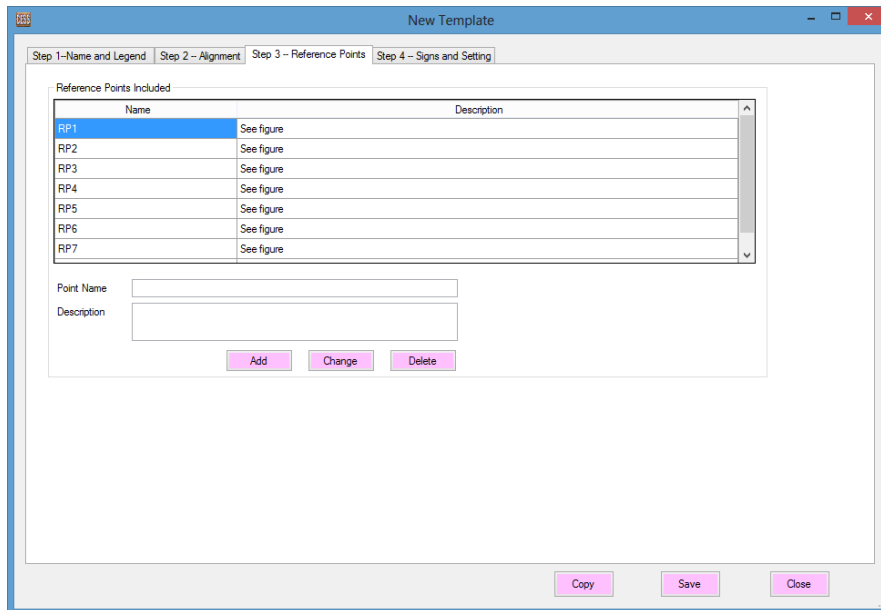 New Template
Step 1--Name and Legend Step 2 -- Alignment Step 3 -- Reference Points Step 4 -- Signs and Setting
Reference Points Included
Name Description
RP1 See figure
RP2 See figure
RP3 See figure
RP4 See figure
RP5 See figure
RP6 See figure
RP7 See figure
Point Name
Description
Add Change Delete
Copy Save Close